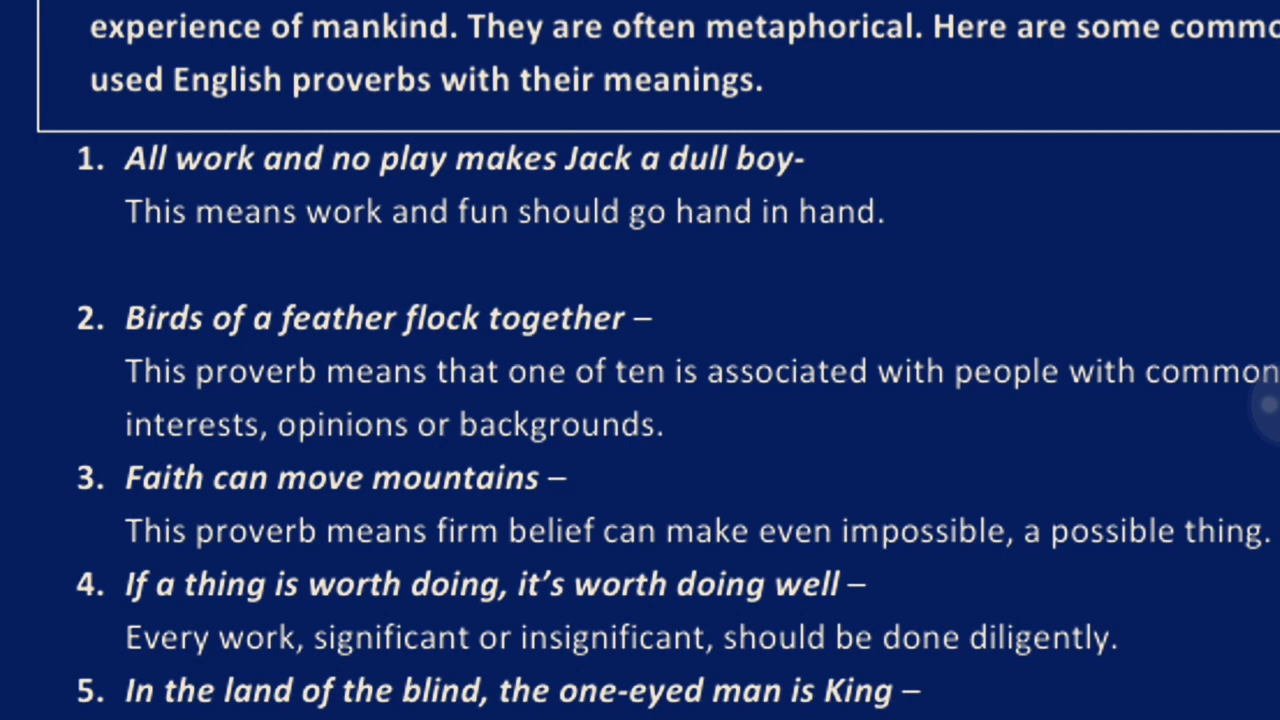 experience of mankind. They are often metaphorical. Here are some commo
used English proverbs with their meanings.
1. All work and no play makes Jack a dull boy-
This means work and fun should go hand in hand.
2. Birds of a feather flock together –
This proverb means that one of ten is associated with people with common
interests, opinions or backgrounds.
3. Faith can move mountains –
This proverb means firm belief can make even impossible, a possible thing.
4. If a thing is worth doing, it’s worth doing well –
Every work, significant or insignificant, should be done diligently.
5. In the land of the blind, the one-eyed man is King –